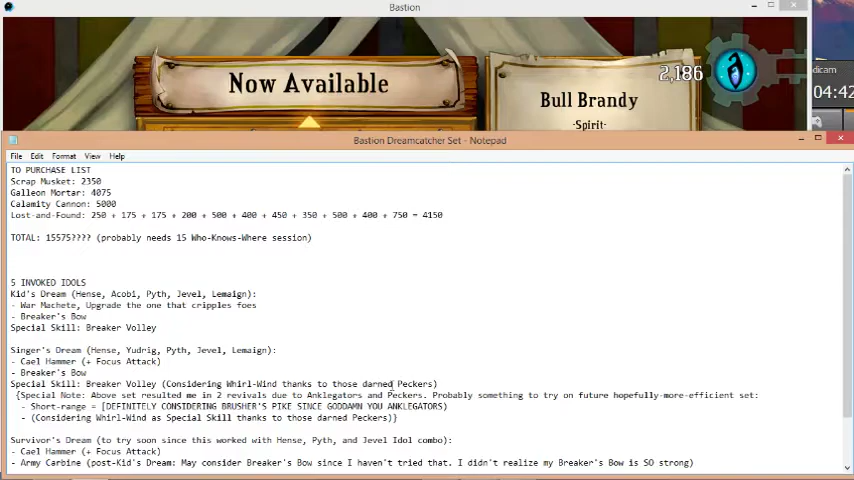 Bastion
Now Available
2,186
Bull Brandy
-Spirit-
dicam
04:42
Bastion Dreamcatcher Set - Notepad
File Edit Format View Help
TO PURCHASE LIST
Scrap Musket: 2350
Galleon Mortar: 4075
Calamity Cannon: 5000
Lost-and-Found: 250 + 175 + 175 + 200 + 500 + 400 + 450 + 350 + 500 + 400 + 750 = 4150
TOTAL: 15575???? (probably needs 15 Who-Knows-Where session)
5 INVOKED IDOLS
Kid's Dream (Hense, Acobi, Pyth, Jevel, Lemaign):
- War Machete, Upgrade the one that cripples foes
- Breaker's Bow
Special Skill: Breaker Volley
Singer's Dream (Hense, Yudrig, Pyth, Jevel, Lemaign):
- Cael Hammer (+ Focus Attack)
- Breaker's Bow
Special Skill: Breaker Volley (Considering Whirl-Wind thanks to those darned Peckers)
{Special Note: Above set resulted me in 2 revivals due to Anklegators and Peckers. Probably something to try on future hopefully-more-efficient set:
- Short-range = [DEFINITELY CONSIDERING BRUSHER'S PIKE SINCE GODDAMN YOU ANKLEGATORS)
- (Considering Whirl-Wind as Special Skill thanks to those darned Peckers)}
Survivor's Dream (to try soon since this worked with Hense, Pyth, and Jevel Idol combo):
- Cael Hammer (+ Focus Attack)
- Army Carbine (post-Kid's Dream: May consider Breaker's Bow since I haven't tried that. I didn't realize my Breaker's Bow is SO strong)